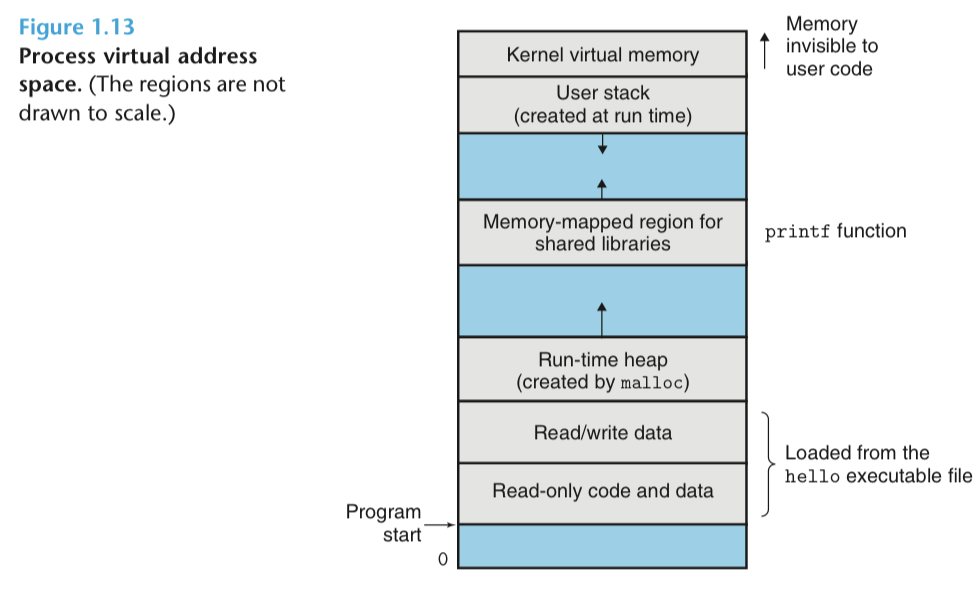 Figure 1.13
Process virtual address
space. (The regions are not
drawn to scale.)
Kernel virtual memory
Memory
invisible to
user code
User stack
(created at run time)
Memory-mapped region for
shared libraries
printf function
Run-time heap
(created by malloc)
Read/write data
Read-only code and data
Loaded from the
hello executable file
Program
start
0